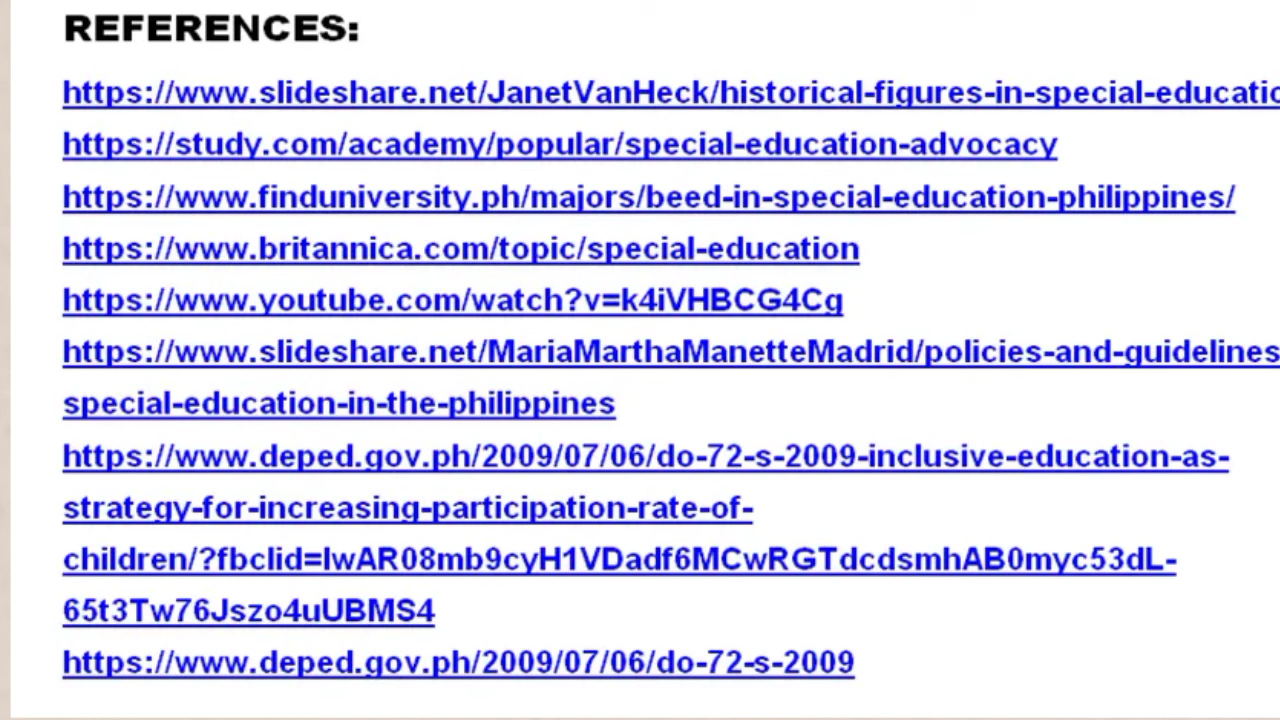 REFERENCES:
https://www.slideshare.net/JanetVanHeck/historical-figures-in-special-educatio
https://study.com/academy/popular/special-education-advocacy
https://www.finduniversity.ph/majors/beed-in-special-education-philippines/
https://www.britannica.com/topic/special-education
https://www.youtube.com/watch?v=k4iVHBCG4Cg
https://www.slideshare.net/MariaMarthaManetteMadrid/policies-and-guidelines
special-education-in-the-philippines
https://www.deped.gov.ph/2009/07/06/do-72-s-2009-inclusive-education-as-
strategy-for-increasing-participation-rate-of-
children/?fbclid=IwAR08mb9cyH1VDadf6MCwRGTdcdsmhAB0myc53dL-
65t3Tw76Jszo4uUBMS4
https://www.deped.gov.ph/2009/07/06/do-72-s-2009